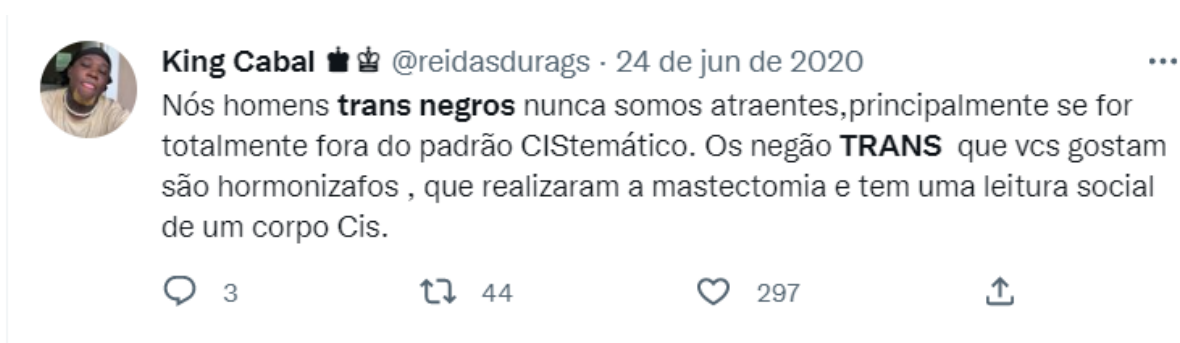 King Cabal ♚♔ @reidasdurags · 24 de jun de 2020
Nós homens trans negros nunca somos atraentes,principalmente se for
totalmente fora do padrão CIStemático. Os negão TRANS  que vcs gostam
são hormonizafos , que realizaram a mastectomia e tem uma leitura social
de um corpo Cis.
3 44 297